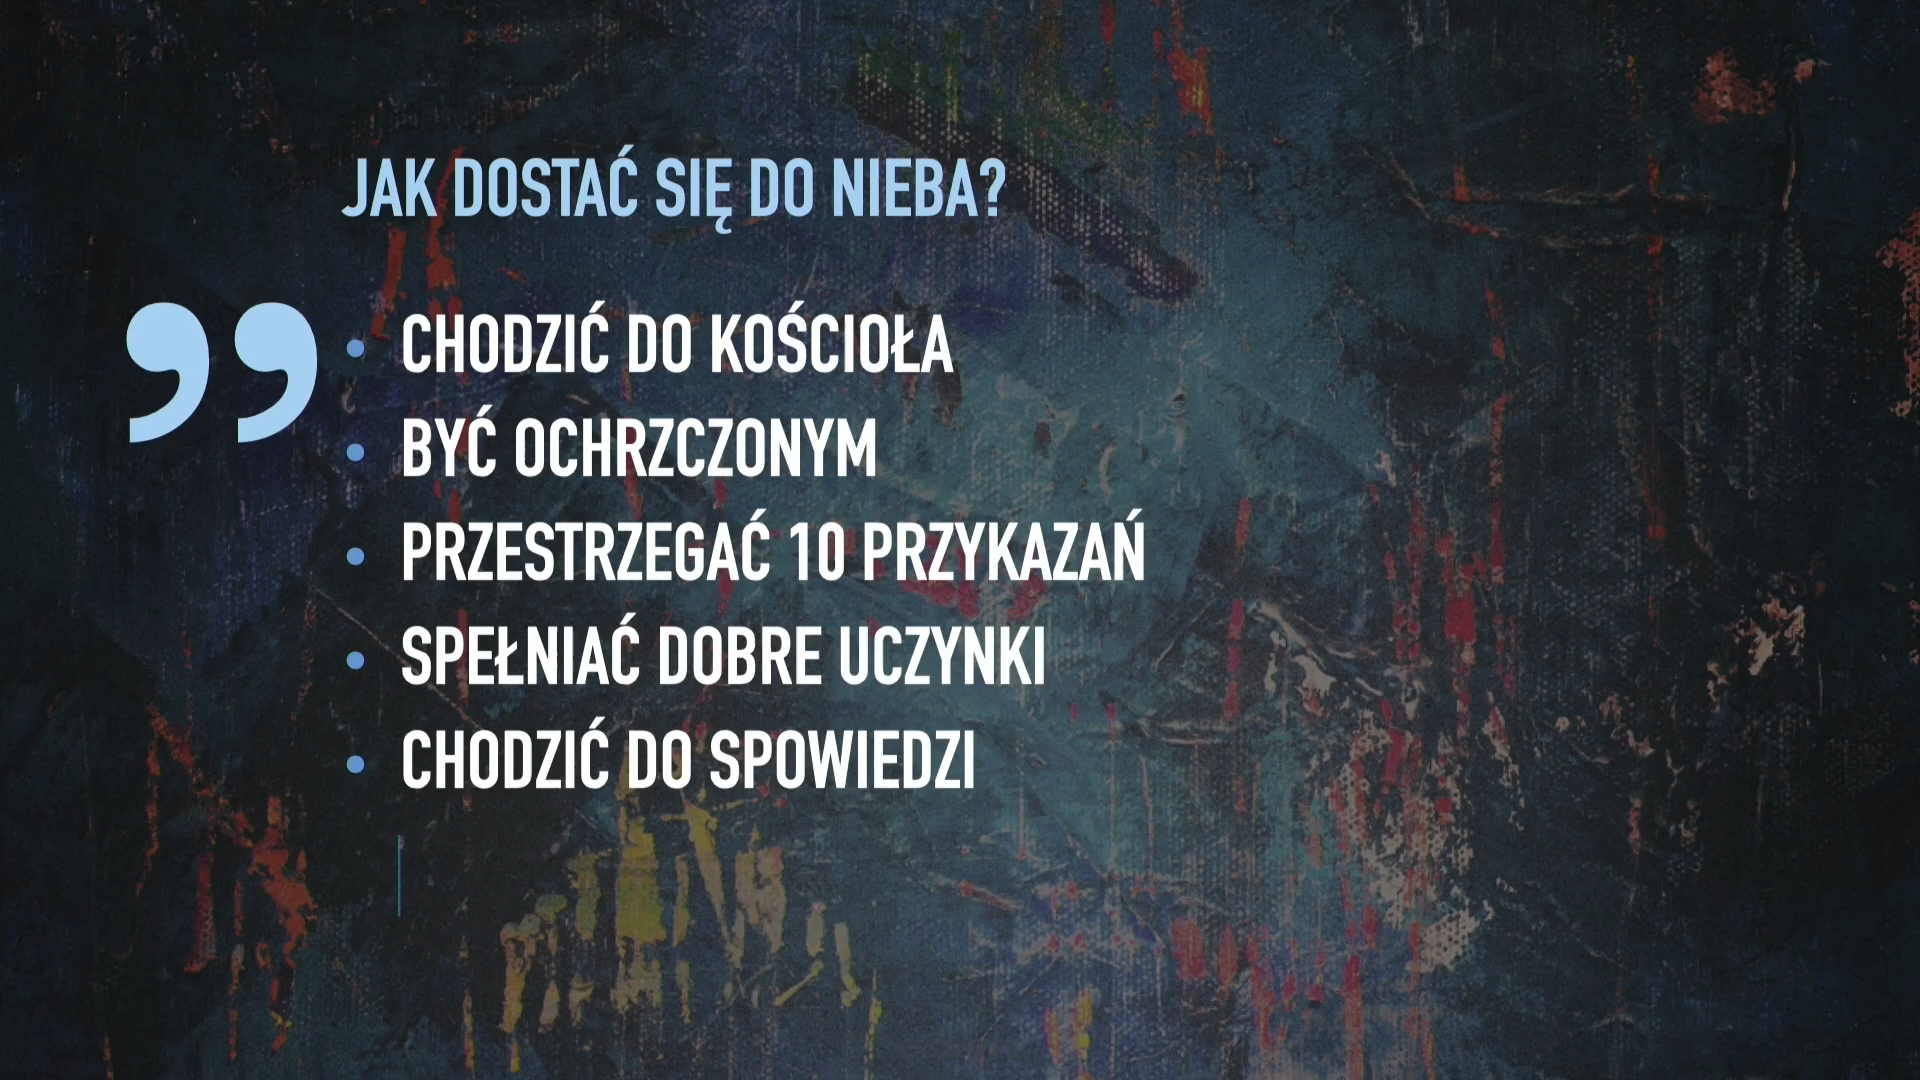 JAK DOSTAĆ SIĘ DO NIEBA?
”
• CHODZIĆ DO KOŚCIOŁA
• BYĆ OCHRZCZONYM
• PRZESTRZEGAĆ 10 PRZYKAZAŃ
• SPEŁNIAĆ DOBRE UCZYNKI
• CHODZIĆ DO SPOWIEDZI